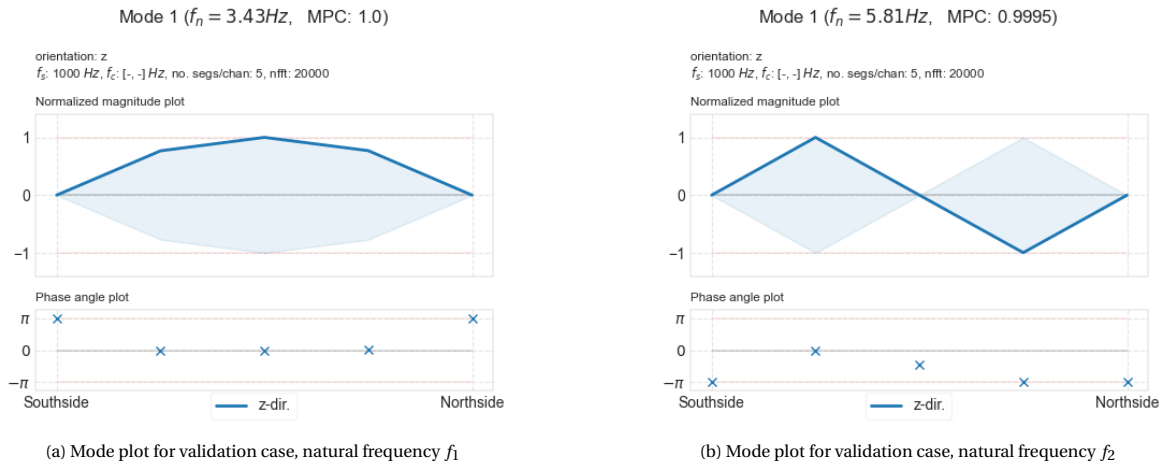 Mode 1 (fₙ = 3.43Hz, MPC: 1.0)
orientation: z
fₛ: 1000 Hz, f꜀: [-, -] Hz, no. segs/chan: 5, nfft: 20000
Normalized magnitude plot
1
0
−1
Phase angle plot
π
0
−π
Southside
Northside
z-dir.
(a) Mode plot for validation case, natural frequency f₁
Mode 1 (fₙ = 5.81Hz, MPC: 0.9995)
orientation: z
fₛ: 1000 Hz, f꜀: [-, -] Hz, no. segs/chan: 5, nfft: 20000
Normalized magnitude plot
1
0
−1
Phase angle plot
π
0
−π
Southside
Northside
z-dir.
(b) Mode plot for validation case, natural frequency f₂